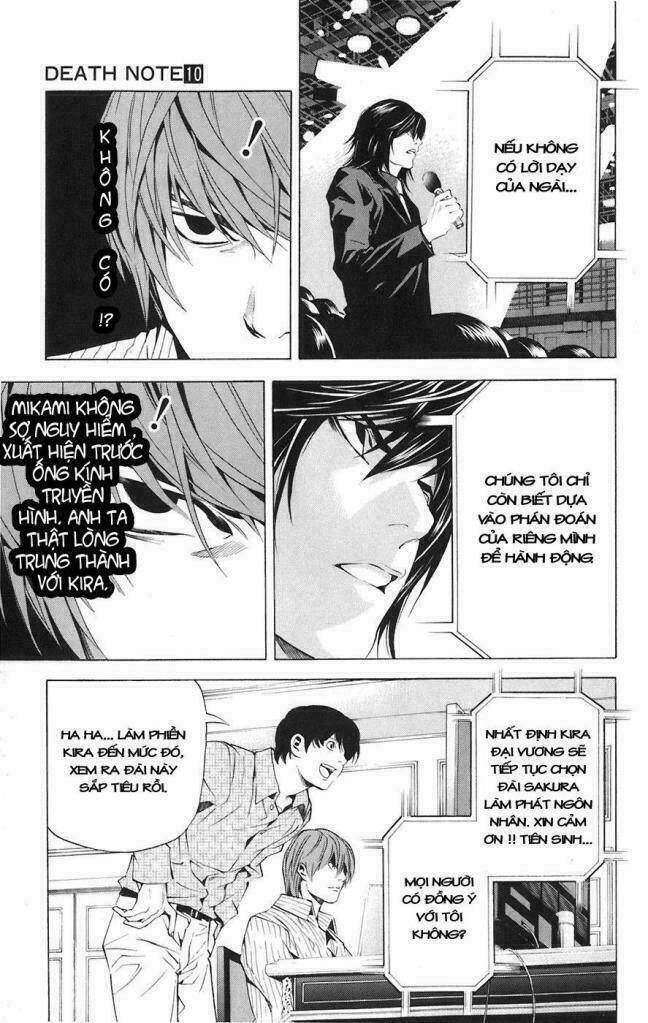 DEATH NOTE 10
NẾU KHÔNG
CÓ LỜI DẠY
CỦA NGÀI...
!
KHÔNG CÓ !?
CHÚNG TÔI CHỈ
CÒN BIẾT DỰA
VÀO PHÁN ĐOÁN
CỦA RIÊNG MÌNH
ĐỂ HÀNH ĐỘNG.
!
MIKAMI KHÔNG
SỢ NGUY HIỂM,
XUẤT HIỆN TRƯỚC
ỐNG KÍNH
TRUYỀN
HÌNH, ANH TA
THẬT LÒNG
TRUNG THÀNH
VỚI KIRA.
NHẤT ĐỊNH KIRA
ĐẠI VƯƠNG SẼ
TIẾP TỤC CHỌN
ĐÀI SAKURA
LÀM PHÁT NGÔN
NHÂN. XIN CẢM
ƠN !! TIÊN SINH...
MỌI NGƯỜI
CÓ ĐỒNG Ý
VỚI TÔI
KHÔNG?
HA HA... LÀM PHIỀN
KIRA ĐẾN MỨC ĐÓ,
XEM RA ĐÀI NÀY
SẮP TIÊU RỒI.